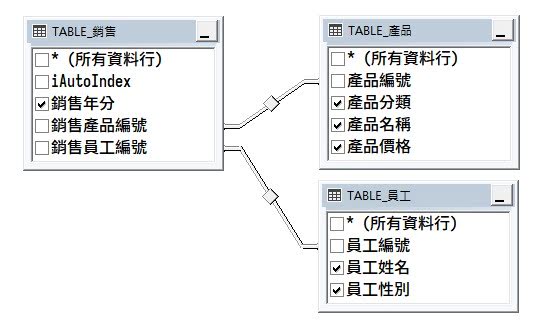 TABLE_銷售
* (所有資料行)
iAutoIndex
銷售年分
銷售產品編號
銷售員工編號
TABLE_產品
* (所有資料行)
產品編號
產品分類
產品名稱
產品價格
TABLE_員工
* (所有資料行)
員工編號
員工姓名
員工性別